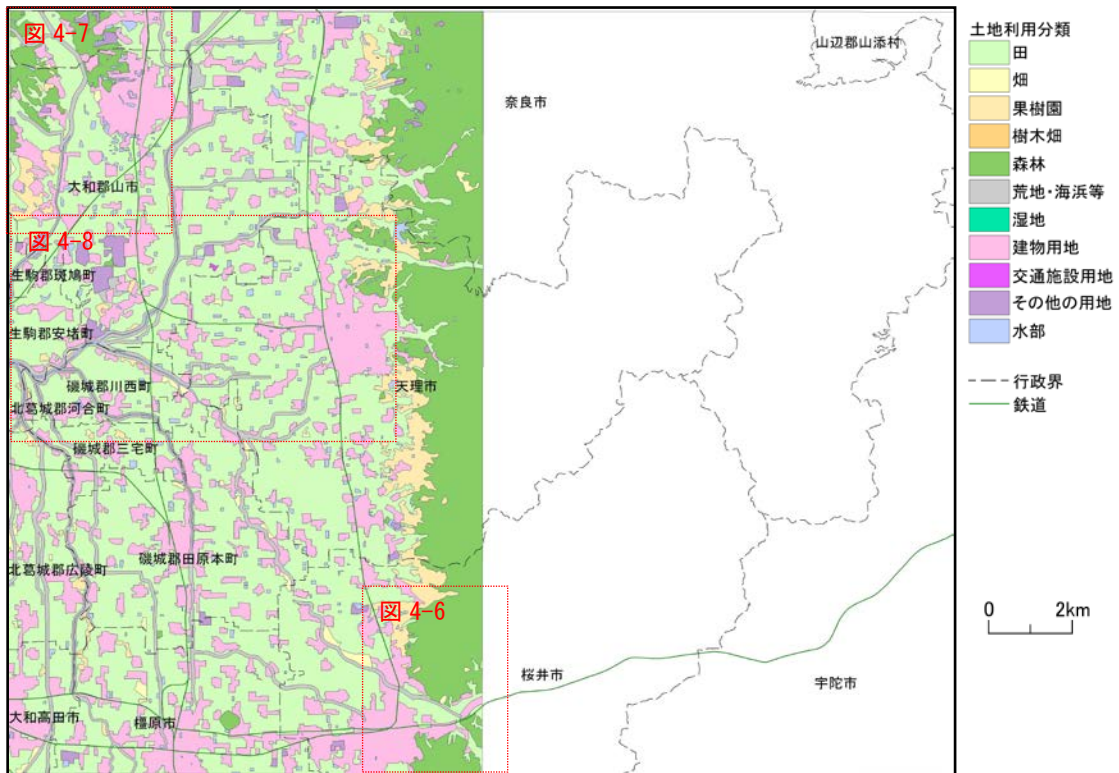 図 4-7
山辺郡山添村
奈良市
大和郡山市
図 4-8
生駒郡斑鳩町
生駒郡安堵町
磯城郡川西町
天理市
北葛城郡河合町
磯城郡三宅町
磯城郡田原本町
北葛城郡広陵町
図 4-6
桜井市
宇陀市
大和高田市
橿原市
土地利用分類
田
畑
果樹園
樹木畑
森林
荒地・海浜等
湿地
建物用地
交通施設用地
その他の用地
水部
行政界
鉄道
0 2km